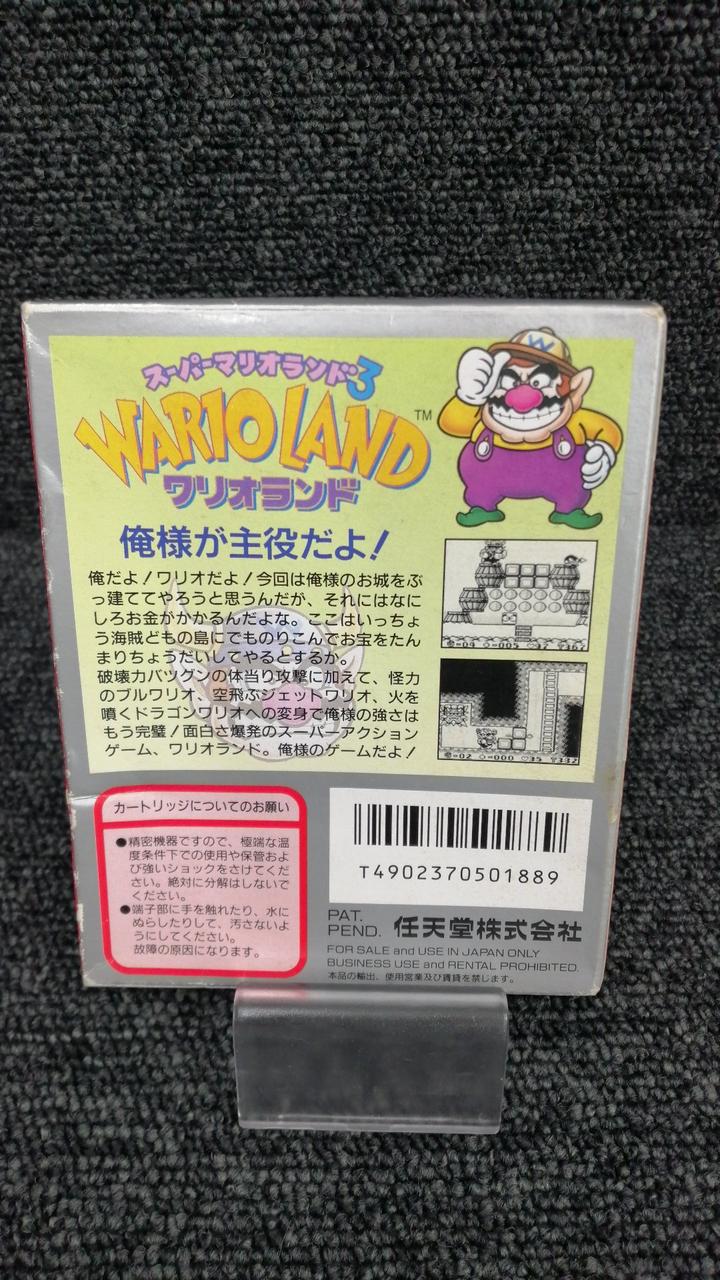 スーパーマリオランド3
WARIO LAND TM
ワリオランド
W
俺様が主役だよ!
俺だよ!ワリオだよ!今回は俺様のお城をぶ
っ建ててやろうと思うんだが、それにはなに
しろお金がかかるんだよな。ここはいっちょ
う海賊どもの島にでものりこんでお宝をたん
まりちょうだいしてやるとするか。
破壊力バツグンの体当り攻撃に加えて、怪力
のブルワリオ、空飛ぶジェットワリオ、火を
噴くドラゴンワリオへの変身で俺様の強さは
もう完璧!面白さ爆発のスーパーアクション
ゲーム、ワリオランド。俺様のゲームだよ!
カートリッジについてのお願い
●精密機器ですので、極端な温
度条件下での使用や保管およ
び強いショックをさけてくだ
さい。絶対に分解はしないで
ください。
●端子部に手を触れたり、水に
ぬらしたりして、汚さないよ
うにしてください。
故障の原因になります。
T4902370501889
PAT.
PEND. 任天堂株式会社
FOR SALE and USE IN JAPAN ONLY
BUSINESS USE and RENTAL PROHIBITED.
本品の輸出、使用営業及び賃貸を禁じます。